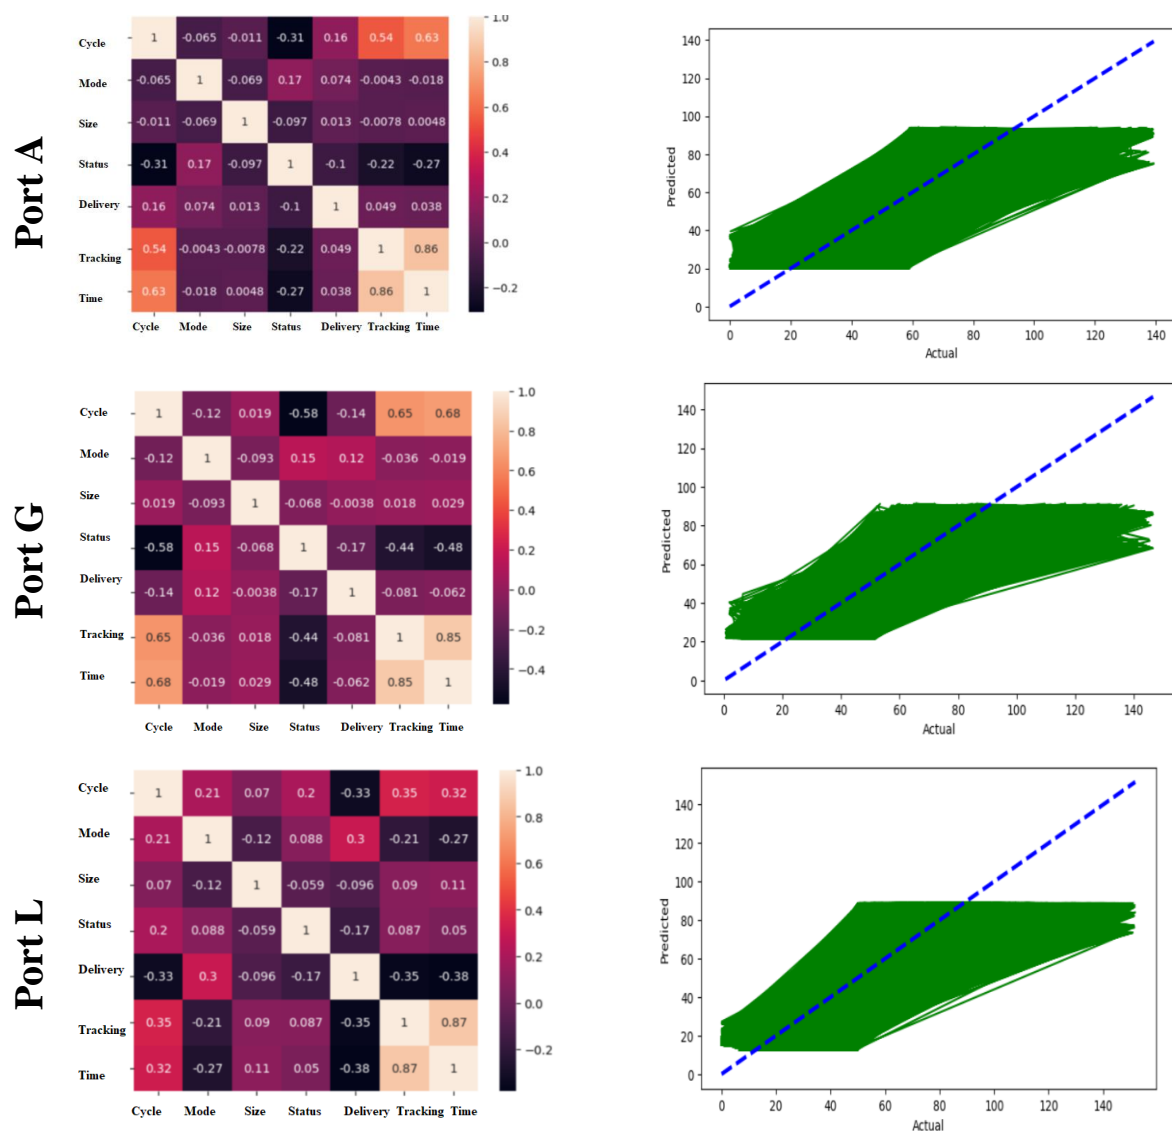 Port A
Cycle 1 -0.065 -0.011 -0.31 0.16 0.54 0.63
Mode -0.065 1 -0.069 0.17 0.074 -0.0043 -0.018
Size -0.011 -0.069 1 -0.097 0.013 -0.0078 0.0048
Status -0.31 0.17 -0.097 1 -0.1 -0.22 -0.27
Delivery 0.16 0.074 0.013 -0.1 1 0.049 0.038
Tracking 0.54 -0.0043 -0.0078 -0.22 0.049 1 0.86
Time 0.63 -0.018 0.0048 -0.27 0.038 0.86 1
Cycle Mode Size Status Delivery Tracking Time
1.0
0.8
0.6
0.4
0.2
0.0
-0.2
Predicted
140
120
100
80
60
40
20
0
0 20 40 60 80 100 120 140
Actual
Port G
Cycle 1 -0.12 0.019 -0.58 -0.14 0.65 0.68
Mode -0.12 1 -0.093 0.15 0.12 -0.036 -0.019
Size 0.019 -0.093 1 -0.068 -0.0038 0.018 0.029
Status -0.58 0.15 -0.068 1 -0.17 -0.44 -0.48
Delivery -0.14 0.12 -0.0038 -0.17 1 -0.081 -0.062
Tracking 0.65 -0.036 0.018 -0.44 -0.081 1 0.85
Time 0.68 -0.019 0.029 -0.48 -0.062 0.85 1
Cycle Mode Size Status Delivery Tracking Time
1.0
0.8
0.6
0.4
0.2
0.0
-0.2
-0.4
Predicted
140
120
100
80
60
40
20
0
0 20 40 60 80 100 120 140
Actual
Port L
Cycle 1 0.21 0.07 0.2 -0.33 0.35 0.32
Mode 0.21 1 -0.12 0.088 0.3 -0.21 -0.27
Size 0.07 -0.12 1 -0.059 -0.096 0.09 0.11
Status 0.2 0.088 -0.059 1 -0.17 0.087 0.05
Delivery -0.33 0.3 -0.096 -0.17 1 -0.35 -0.38
Tracking 0.35 -0.21 0.09 0.087 -0.35 1 0.87
Time 0.32 -0.27 0.11 0.05 -0.38 0.87 1
Cycle Mode Size Status Delivery Tracking Time
1.0
0.8
0.6
0.4
0.2
0.0
-0.2
Predicted
140
120
100
80
60
40
20
0
0 20 40 60 80 100 120 140
Actual